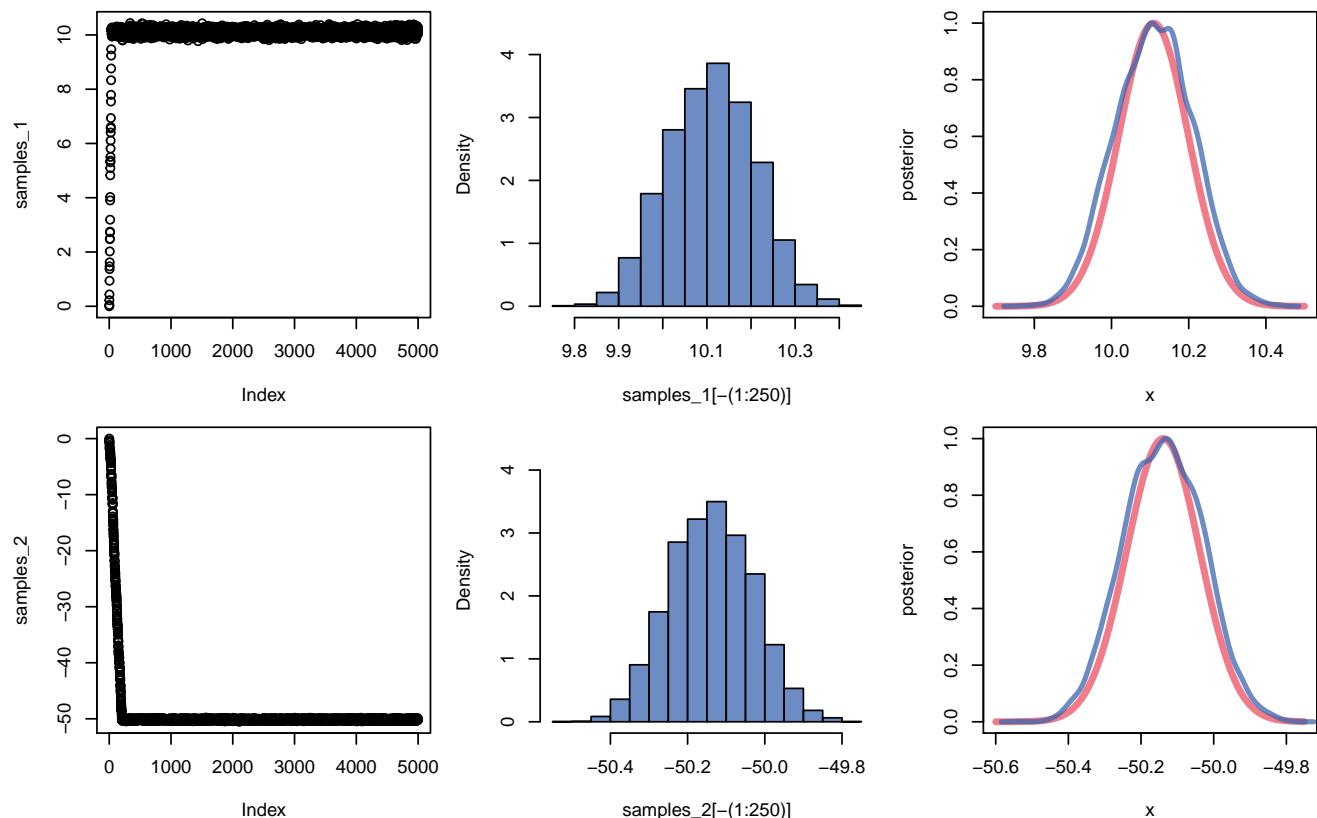 samples_1
0 2 4 6 8 10
0 1000 2000 3000 4000 5000
Index
Density
0 1 2 3 4
9.8 9.9 10.1 10.3
samples_1[−(1:250)]
posterior
0.0 0.2 0.4 0.6 0.8 1.0
9.8 10.0 10.2 10.4
x
samples_2
−50 −40 −30 −20 −10 0
0 1000 2000 3000 4000 5000
Index
Density
0 1 2 3 4
−50.4 −50.2 −50.0 −49.8
samples_2[−(1:250)]
posterior
0.0 0.2 0.4 0.6 0.8 1.0
−50.6 −50.4 −50.2 −50.0 −49.8
x